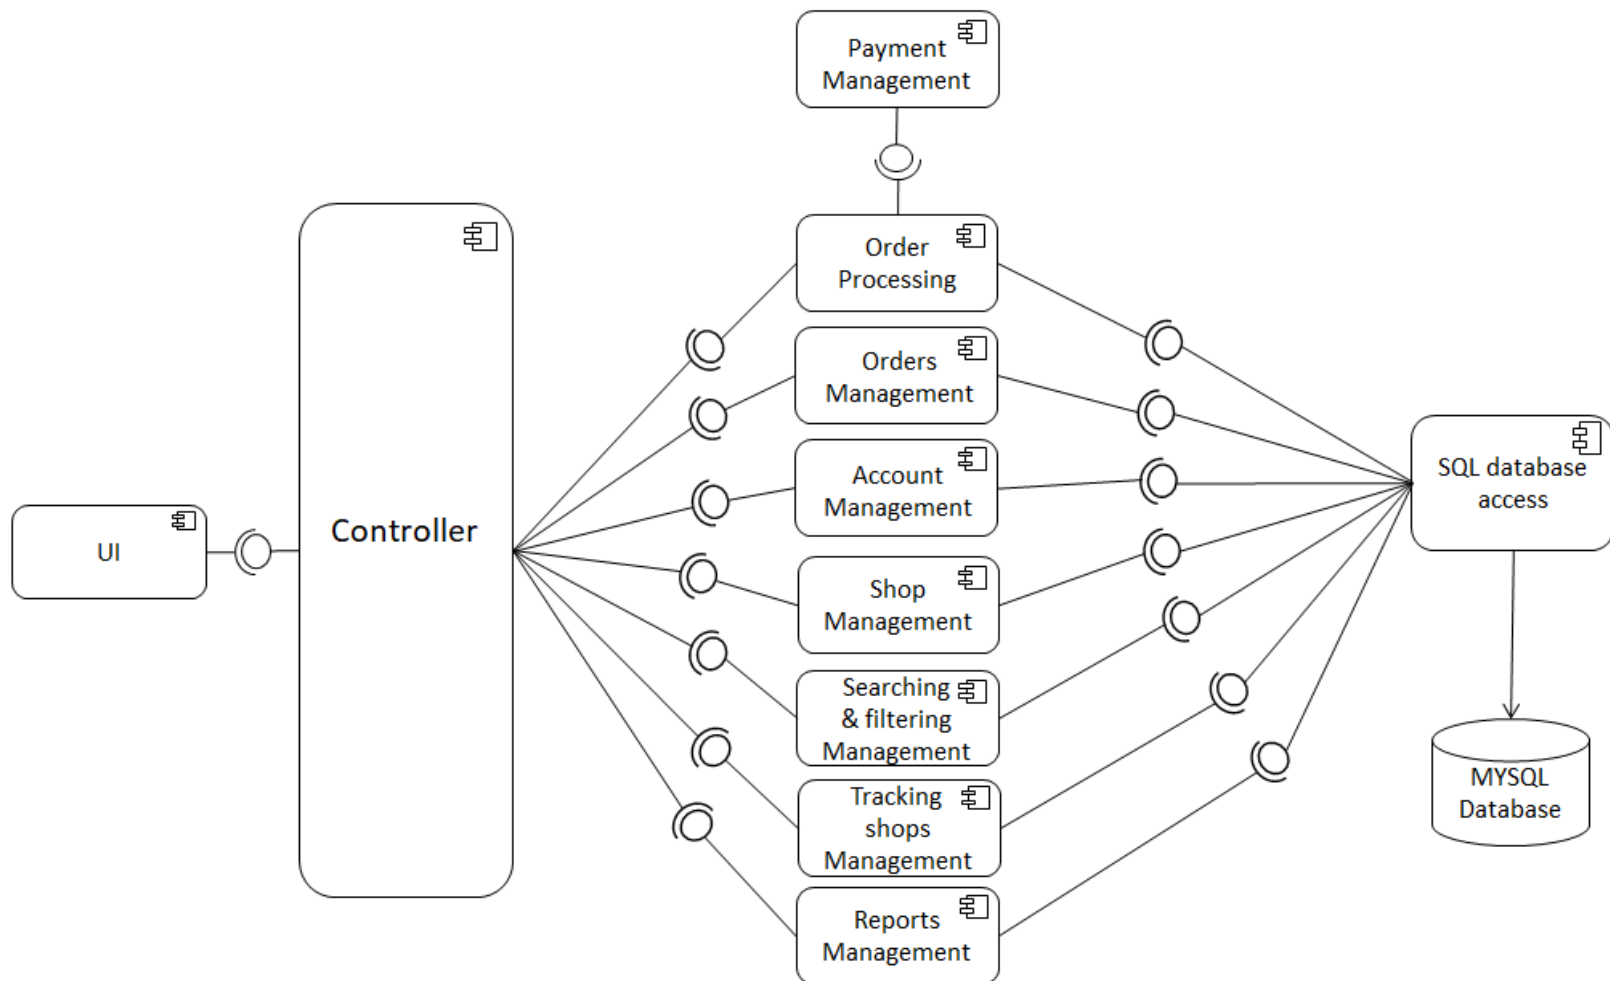 Payment
Management
Order
Processing
Orders
Management
Account
Management
Shop
Management
Searching
& filtering
Management
Tracking
shops
Management
Reports
Management
UI
Controller
SQL database
access
MYSQL
Database